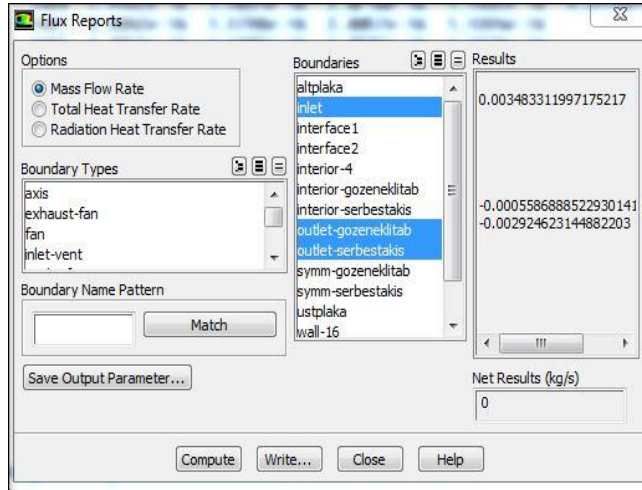 Flux Reports
Options
Mass Flow Rate
Total Heat Transfer Rate
Radiation Heat Transfer Rate
Boundary Types
axis
exhaust-fan
fan
inlet-vent
Boundary Name Pattern
Match
Save Output Parameter...
Boundaries
altplaka
inlet
interface1
interface2
interior-4
interior-gozeneklitab
interior-serbestakis
outlet-gozeneklitab
outlet-serbestakis
symm-gozeneklitab
symm-serbestakis
ustplaka
wall-16
Results
0.003483311997175217
-0.0005586888522930141
-0.002924623144882203
Net Results (kg/s)
0
Compute
Write...
Close
Help